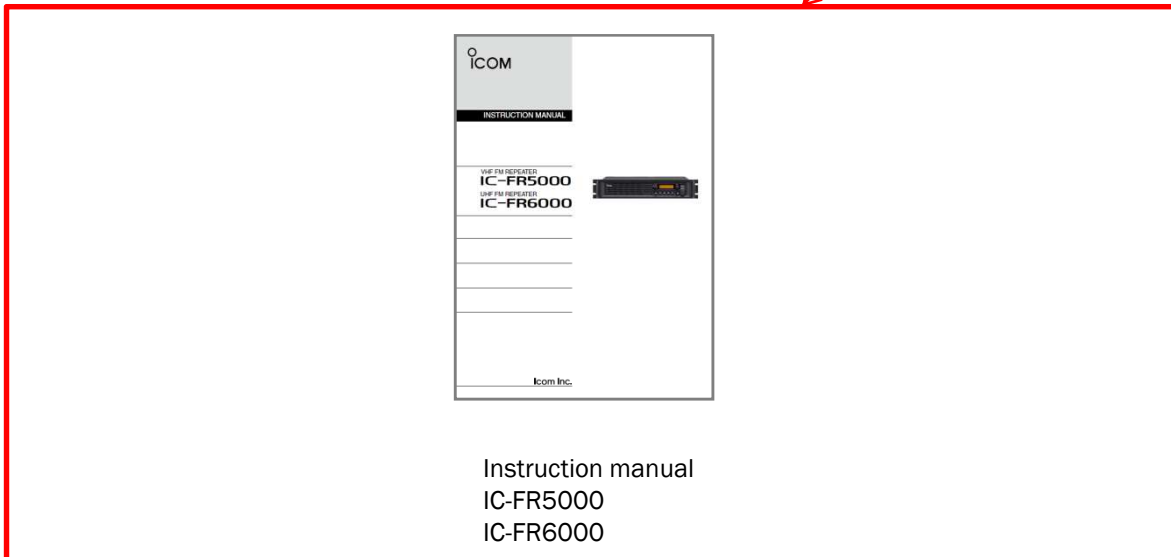 ICOM
INSTRUCTION MANUAL
VHF FM REPEATER
IC-FR5000
UHF FM REPEATER
IC-FR6000
Icom Inc.
Instruction manual
IC-FR5000
IC-FR6000